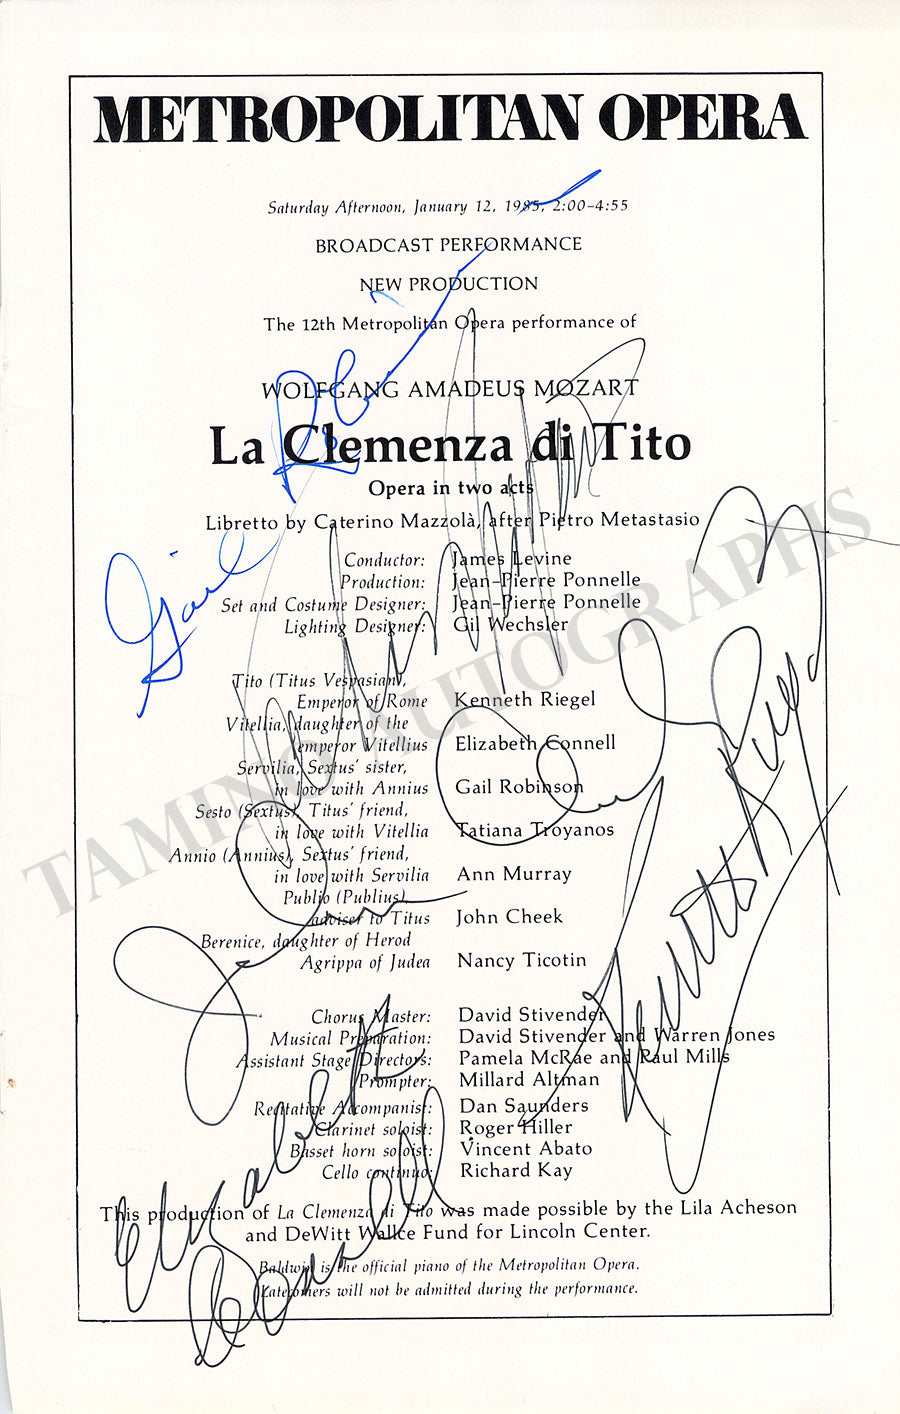 METROPOLITAN OPERA
Saturday Afternoon, January 12, 1985, 2:00–4:55
BROADCAST PERFORMANCE
NEW PRODUCTION
The 12th Metropolitan Opera performance of
WOLFGANG AMADEUS MOZART
La Clemenza di Tito
Opera in two acts
Libretto by Caterino Mazzolà, after Pietro Metastasio
Conductor: James Levine
Production: Jean-Pierre Ponnelle
Set and Costume Designer: Jean-Pierre Ponnelle
Lighting Designer: Gil Wechsler
Tito (Titus Vespasian),
Emperor of Rome Kenneth Riegel
Vitellia, daughter of the
emperor Vitellius Elizabeth Connell
Servilia, Sextus' sister,
in love with Annius Gail Robinson
Sesto (Sextus), Titus' friend,
in love with Vitellia Tatiana Troyanos
Annio (Annius), Sextus' friend,
in love with Servilia Ann Murray
Publio (Publius),
adviser to Titus John Cheek
Berenice, daughter of Herod
Agrippa of Judea Nancy Ticotin
Chorus Master: David Stivender
Musical Preparation: David Stivender and Warren Jones
Assistant Stage Directors: Pamela McRae and Paul Mills
Prompter: Millard Altman
Recitative Accompanist: Dan Saunders
Clarinet soloist: Roger Hiller
Basset horn soloist: Vincent Abato
Cello continuo: Richard Kay
This production of La Clemenza di Tito was made possible by the Lila Acheson
and DeWitt Wallce Fund for Lincoln Center.
Baldwin is the official piano of the Metropolitan Opera.
Latecomers will not be admitted during the performance.
Gail Robinson
Kenneth Riegel
John Cheek
Elizabeth
Connell
TAMINO AUTOGRAPHS